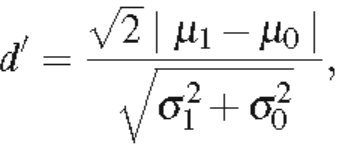 d′ = √2 | μ₁ − μ₀ | / √(σ₁² + σ₀²),